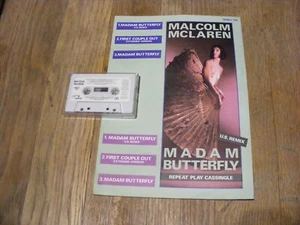 1.MADAM BUTTERFLY
2.FIRST COUPLE OUT
3.MADAM BUTTERFLY
MALCOLM
MCLAREN
U.S. REMIX
MADAM
BUTTERFLY
REPEAT PLAY CASSINGLE
1. MADAM BUTTERFLY
2. FIRST COUPLE OUT
3. MADAM BUTTERFLY